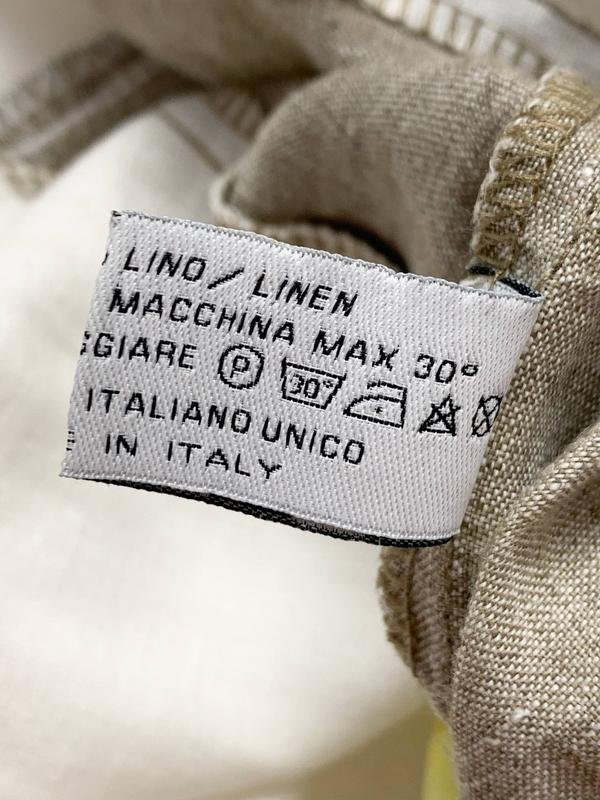 LINO/LINEN
MACCHINA MAX 30°
GGIARE P 30°
ITALIANO UNICO
E IN ITALY